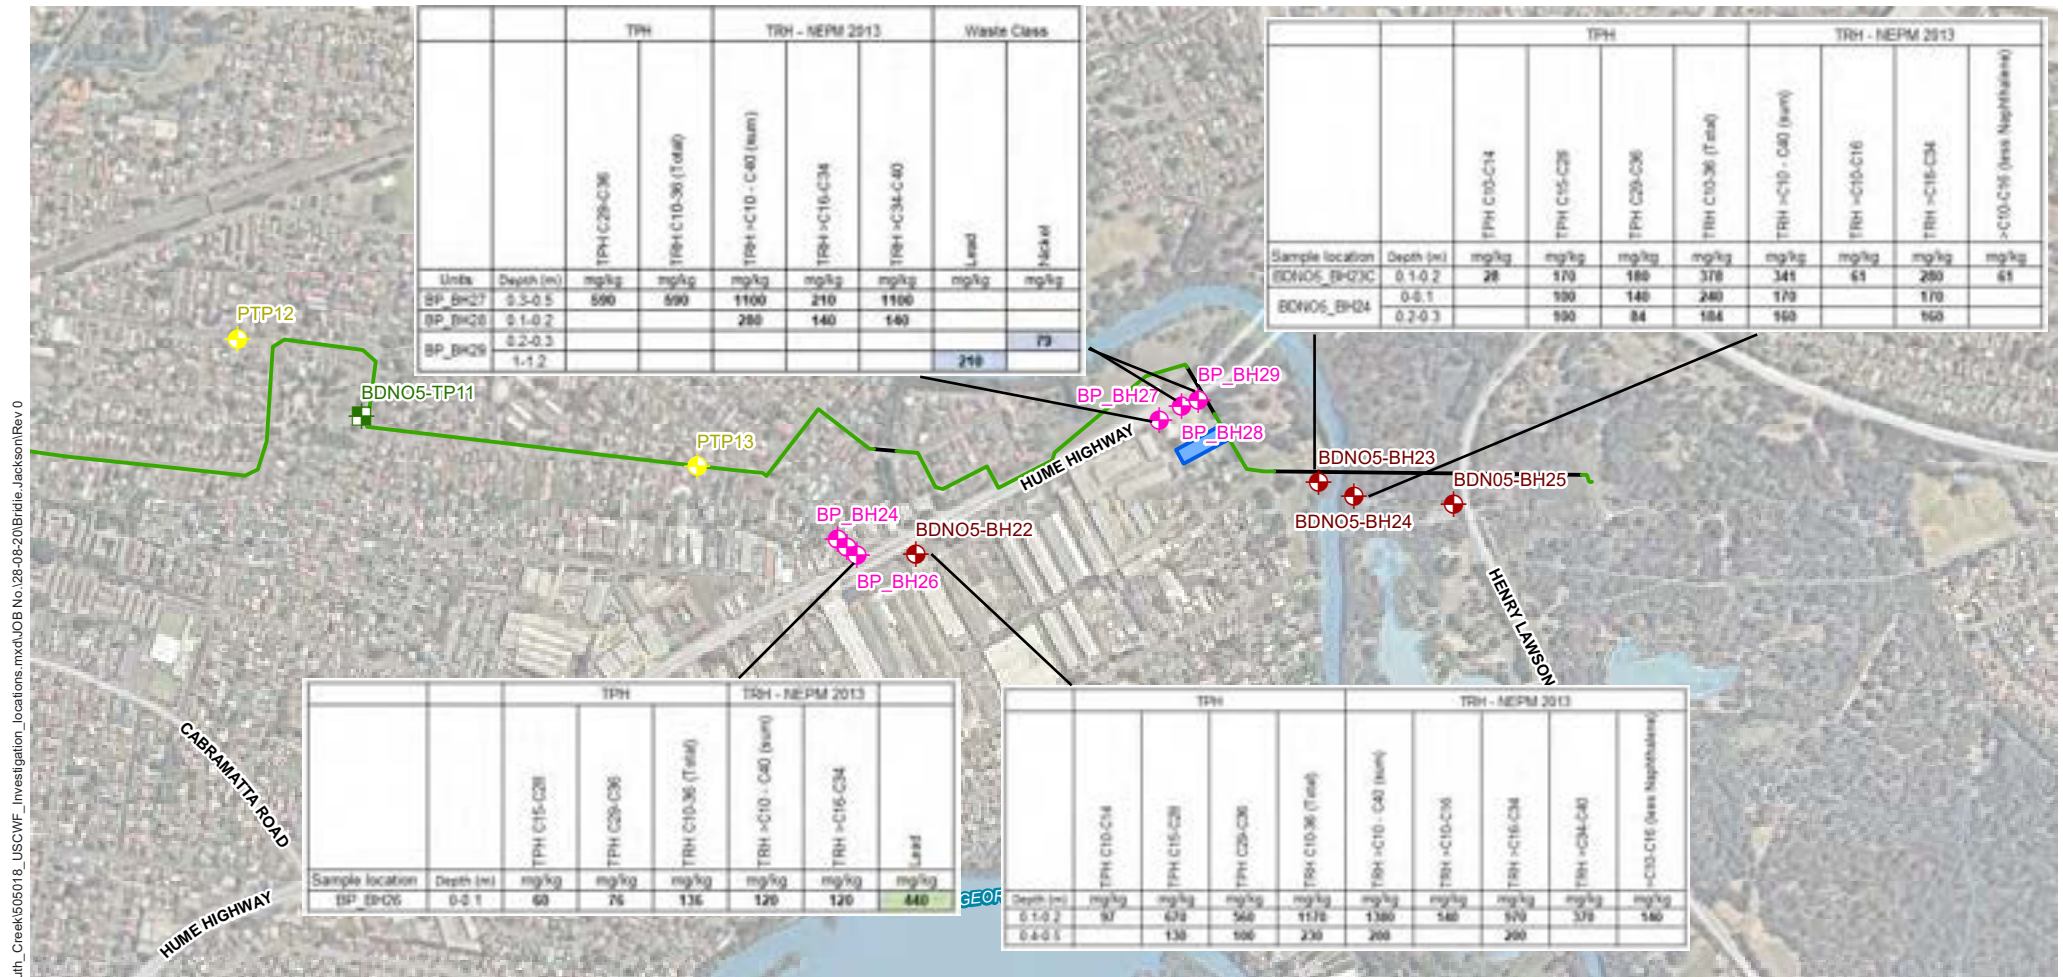 uth_Creek\505018_USCWF_Investigation_locations.mxd\JOB No.\28-08-20\Bridie.Jackson\Rev 0
TPH TRH - NEPM 2013 Waste Class
TPH C29-C36 TRH C10-36 (Total) TRH >C10 - C40 (sum) TRH >C16-C34 TRH >C34-C40 Lead Nickel
Units Depth (m) mg/kg mg/kg mg/kg mg/kg mg/kg mg/kg mg/kg
BP_BH27 0.3-0.5 590 590 1100 210 1100
BP_BH28 0.1-0.2 280 140 140
BP_BH29 0.2-0.3 79
1-1.2 210
TPH TRH - NEPM 2013
TPH C10-C14 TPH C15-C28 TPH C29-C36 TRH C10-36 (Total) TRH >C10 - C40 (sum) TRH >C10-C16 TRH >C16-C34 >C10-C16 (less Naphthalene)
Sample location Depth (m) mg/kg mg/kg mg/kg mg/kg mg/kg mg/kg mg/kg mg/kg
BDNO5_BH23C 0.1-0.2 28 170 180 378 341 61 280 61
BDNO5_BH24 0-0.1 100 140 240 170 170
0.2-0.3 100 84 184 160 160
PTP12
BDNO5-TP11
PTP13
BP_BH29
BP_BH27
BP_BH28
HUME HIGHWAY
BDNO5-BH23
BDN05-BH25
BDNO5-BH24
BP_BH24
BDNO5-BH22
BP_BH26
HENRY LAWSON
CABRAMATTA ROAD
HUME HIGHWAY
GEOR
TPH TRH - NEPM 2013
TPH C15-C28 TPH C29-C36 TRH C10-36 (Total) TRH >C10 - C40 (sum) TRH >C16-C34 Lead
Sample location Depth (m) mg/kg mg/kg mg/kg mg/kg mg/kg mg/kg
BP_BH26 0-0.1 60 76 136 120 120 440
TPH TRH - NEPM 2013
TPH C10-C14 TPH C15-C28 TPH C29-C36 TRH C10-36 (Total) TRH >C10 - C40 (sum) TRH >C10-C16 TRH >C16-C34 TRH >C34-C40 >C10-C16 (less Naphthalene)
Depth (m) mg/kg mg/kg mg/kg mg/kg mg/kg mg/kg mg/kg mg/kg mg/kg
0.1-0.2 97 670 560 1170 1380 140 970 370 140
0.4-0.5 130 100 230 200 200